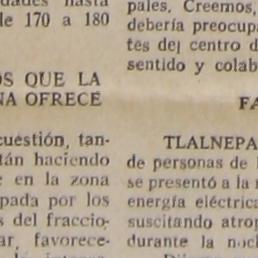 hasta
de 170 a 180
OS QUE LA
NA OFRECE
cuestión, tan-
tán haciendo
e en la zona
pada por los
s del fraccio-
ar, favorece-
pales. Creemos,
debería preocupa
tes del centro d
sentido y colab
FA
TLALNEPA
de personas de l
se presentó a la r
energía eléctrica
suscitando atrop
durante la noch